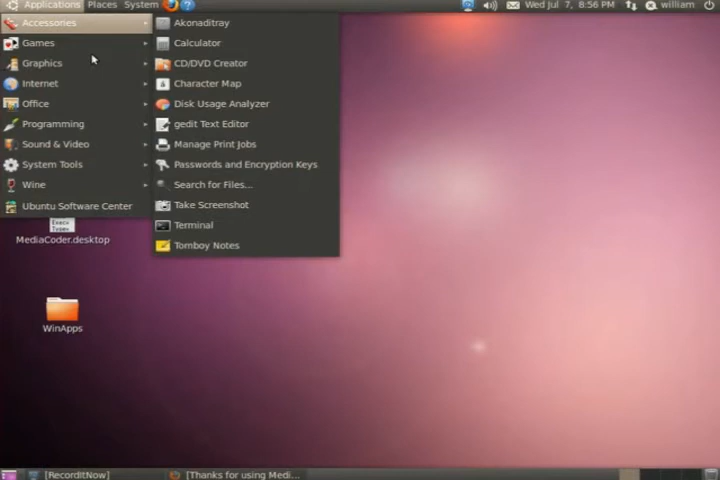 Applications Places System Wed Jul 7, 8:56 PM william
Accessories
Games
Graphics
Internet
Office
Programming
Sound & Video
System Tools
Wine
Ubuntu Software Center
Akonaditray
Calculator
CD/DVD Creator
Character Map
Disk Usage Analyzer
gedit Text Editor
Manage Print Jobs
Passwords and Encryption Keys
Search for Files...
Take Screenshot
Terminal
Tomboy Notes
MediaCoder.desktop
WinApps
[RecordItNow] [Thanks for using Medi...